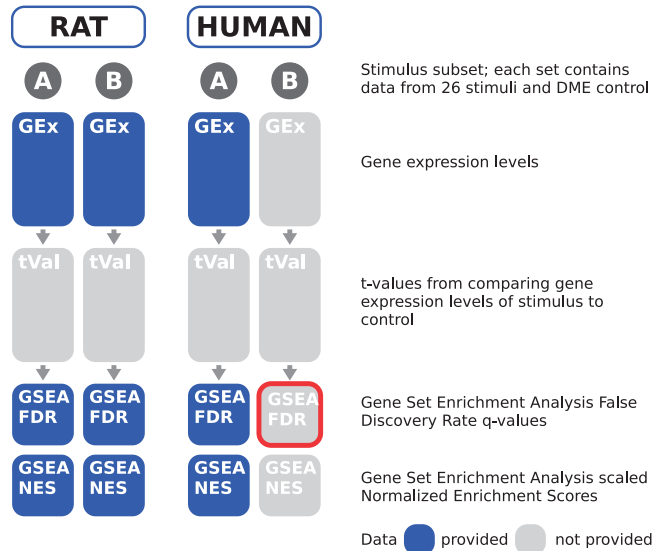 RAT HUMAN
A B A B
Stimulus subset; each set contains
data from 26 stimuli and DME control
GEx GEx GEx GEx
Gene expression levels
tVal tVal tVal tVal
t-values from comparing gene
expression levels of stimulus to
control
GSEA GSEA GSEA GSEA
FDR FDR FDR FDR
Gene Set Enrichment Analysis False
Discovery Rate q-values
GSEA GSEA GSEA GSEA
NES NES NES NES
Gene Set Enrichment Analysis scaled
Normalized Enrichment Scores
Data provided not provided